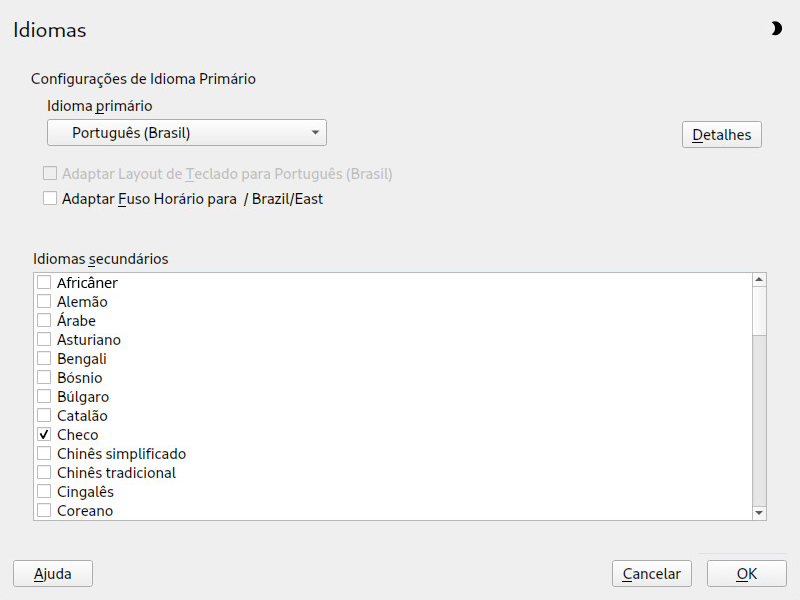 Idiomas
Configurações de Idioma Primário
Idioma primário
Português (Brasil)
Detalhes
Adaptar Layout de Teclado para Português (Brasil)
Adaptar Fuso Horário para  / Brazil/East
Idiomas secundários
Africâner
Alemão
Árabe
Asturiano
Bengali
Bósnio
Búlgaro
Catalão
Checo
Chinês simplificado
Chinês tradicional
Cingalês
Coreano
Ajuda
Cancelar
OK